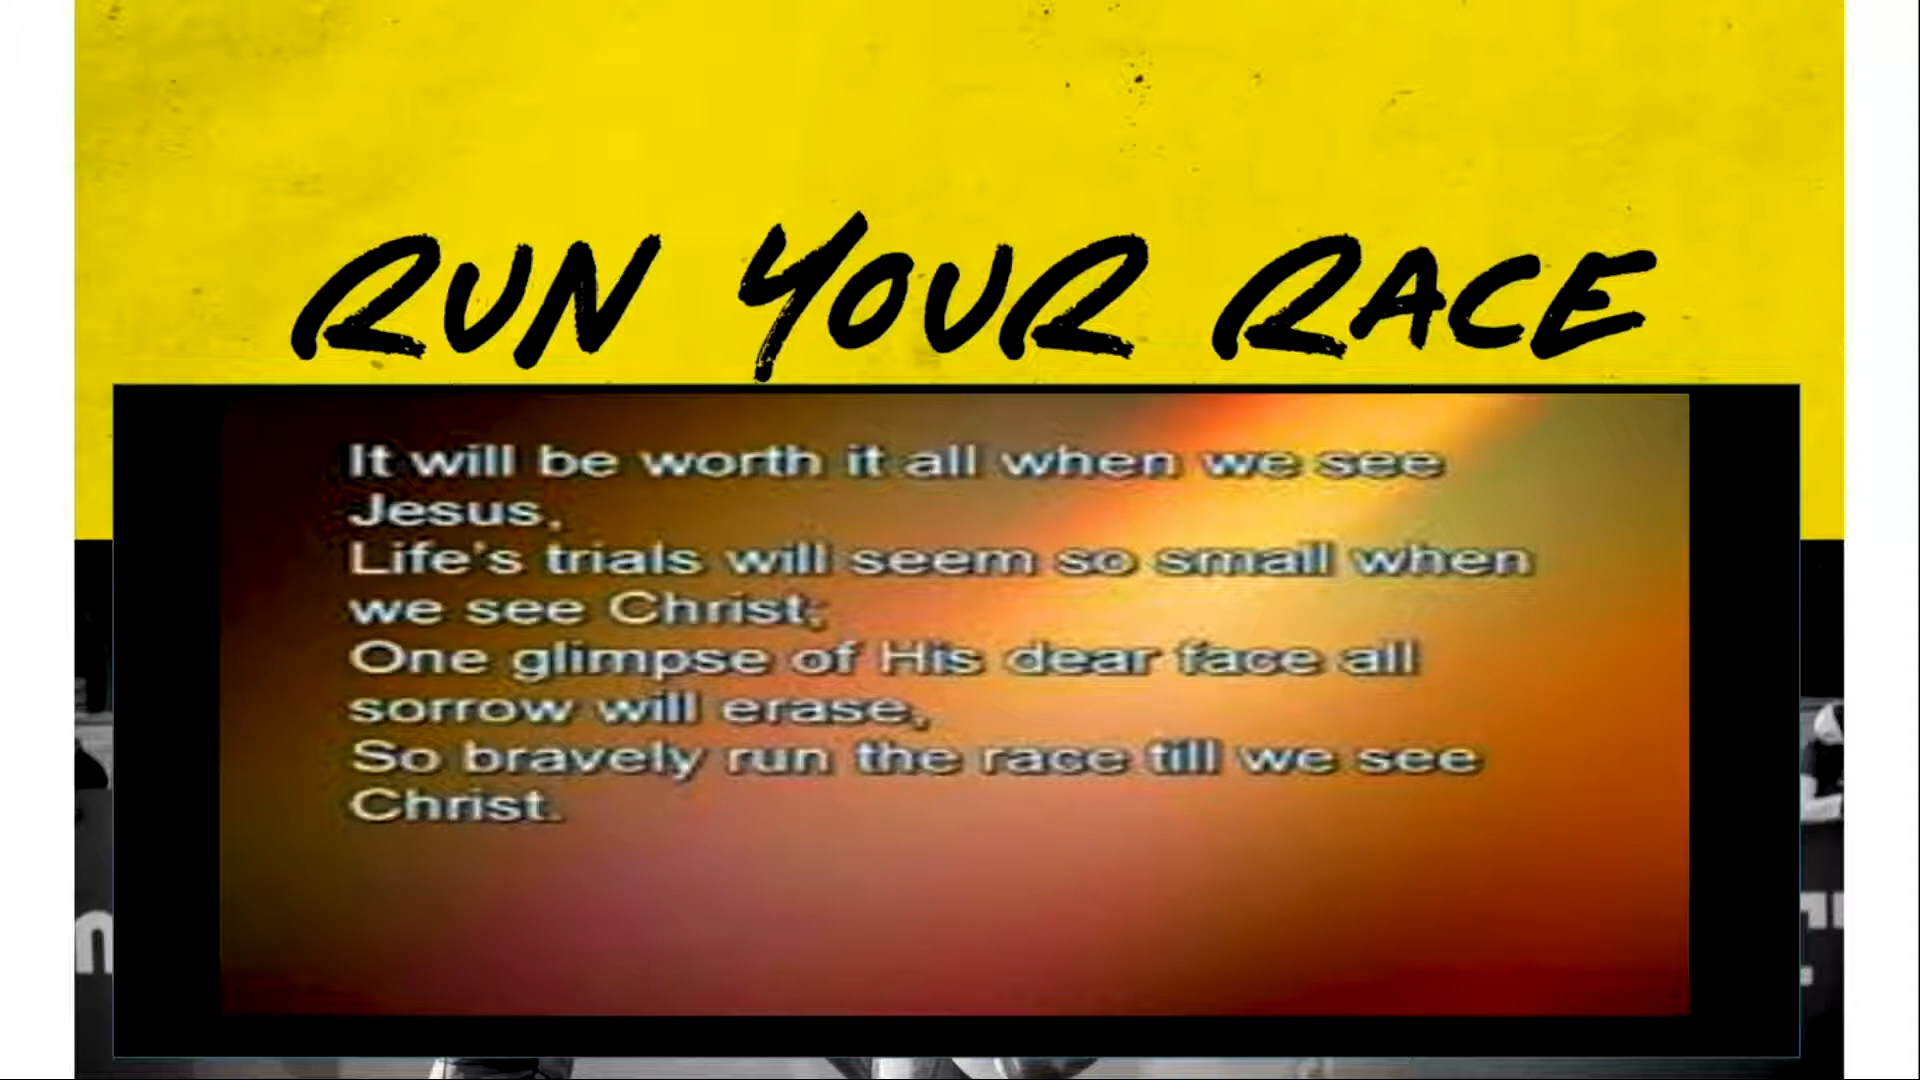 RUN YOUR RACE
It will be worth it all when we see
Jesus,
Life's trials will seem so small when
we see Christ;
One glimpse of His dear face all
sorrow will erase,
So bravely run the race till we see
Christ.